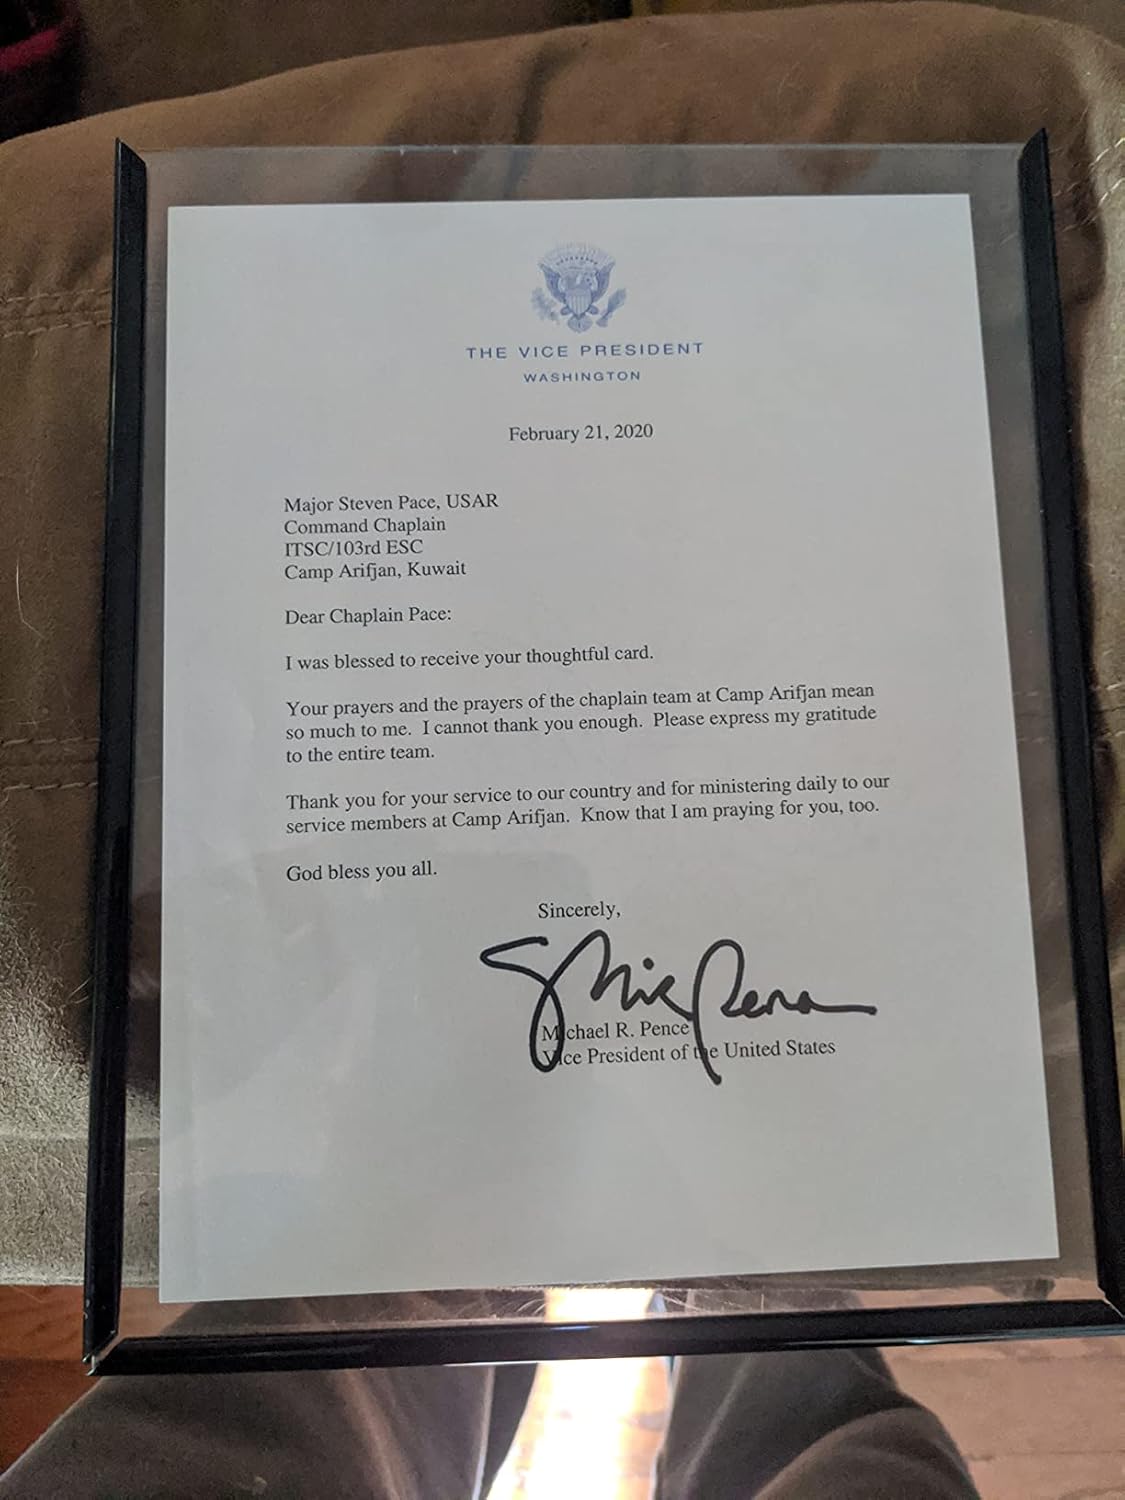 THE VICE PRESIDENT
WASHINGTON
February 21, 2020
Major Steven Pace, USAR
Command Chaplain
ITSC/103rd ESC
Camp Arifjan, Kuwait
Dear Chaplain Pace:
I was blessed to receive your thoughtful card.
Your prayers and the prayers of the chaplain team at Camp Arifjan mean
so much to me. I cannot thank you enough. Please express my gratitude
to the entire team.
Thank you for your service to our country and for ministering daily to our
service members at Camp Arifjan. Know that I am praying for you, too.
God bless you all.
Sincerely,
Mike Pence
Michael R. Pence
Vice President of the United States